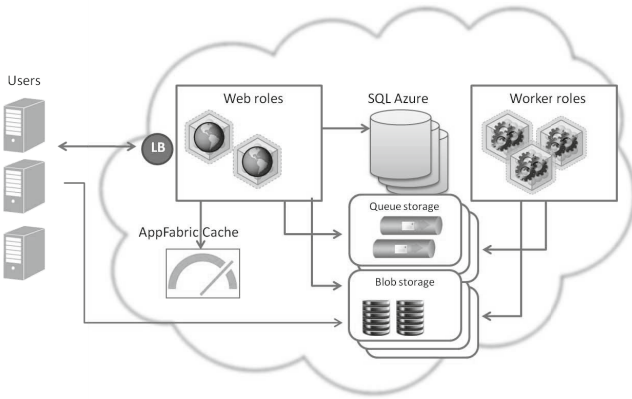 Users
LB
Web roles
SQL Azure
Worker roles
Queue storage
AppFabric Cache
Blob storage